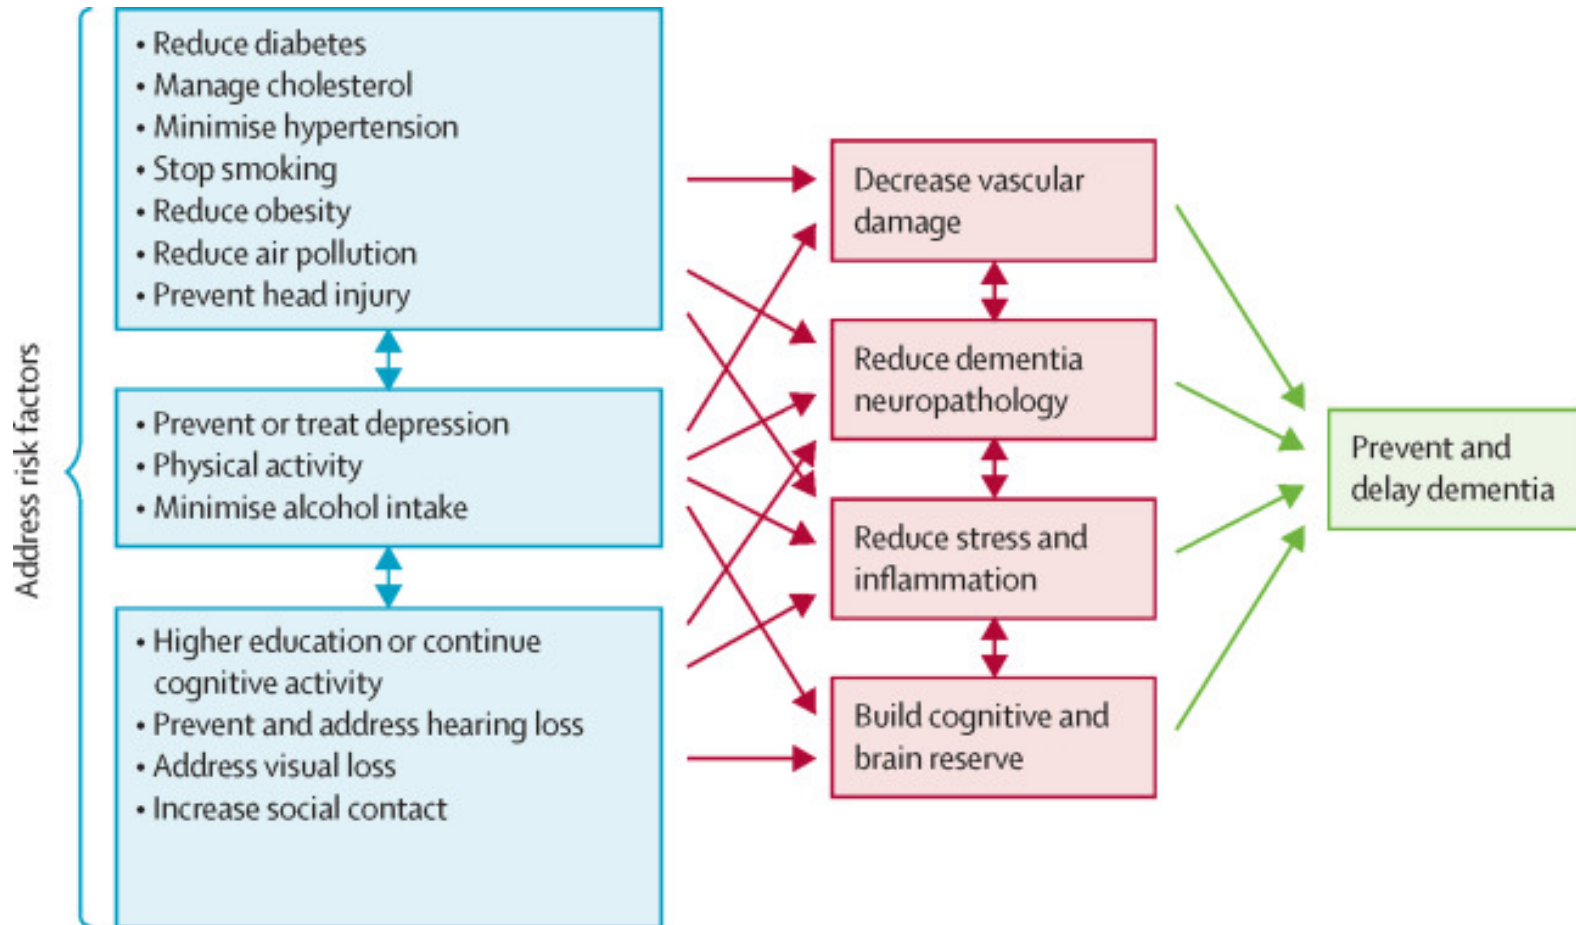 Address risk factors
• Reduce diabetes
• Manage cholesterol
• Minimise hypertension
• Stop smoking
• Reduce obesity
• Reduce air pollution
• Prevent head injury
• Prevent or treat depression
• Physical activity
• Minimise alcohol intake
• Higher education or continue
cognitive activity
• Prevent and address hearing loss
• Address visual loss
• Increase social contact
Decrease vascular
damage
Reduce dementia
neuropathology
Reduce stress and
inflammation
Build cognitive and
brain reserve
Prevent and
delay dementia